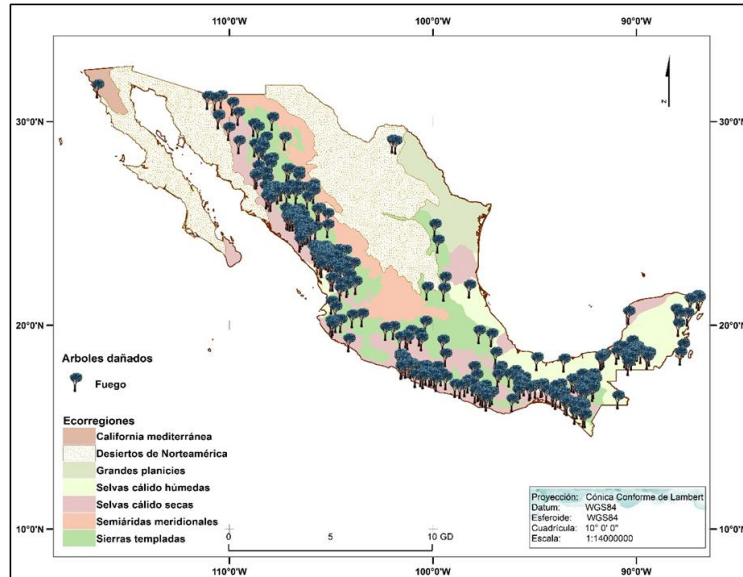 110°0'W 100°0'W 90°0'W
N
30°0'N 30°0'N
20°0'N 20°0'N
Arboles dañados
Fuego
Ecorregiones
California mediterránea
Desiertos de Norteamérica
Grandes planicies
Selvas cálido húmedas
Selvas cálido secas
Semiáridas meridionales
Sierras templadas
Proyección: Cónica Conforme de Lambert
Datum: WGS84
Esferoide: WGS84
Cuadrícula: 10° 0' 0"
Escala: 1:14000000
10°0'N 10°0'N
0 5 10 GD
110°0'W 100°0'W 90°0'W